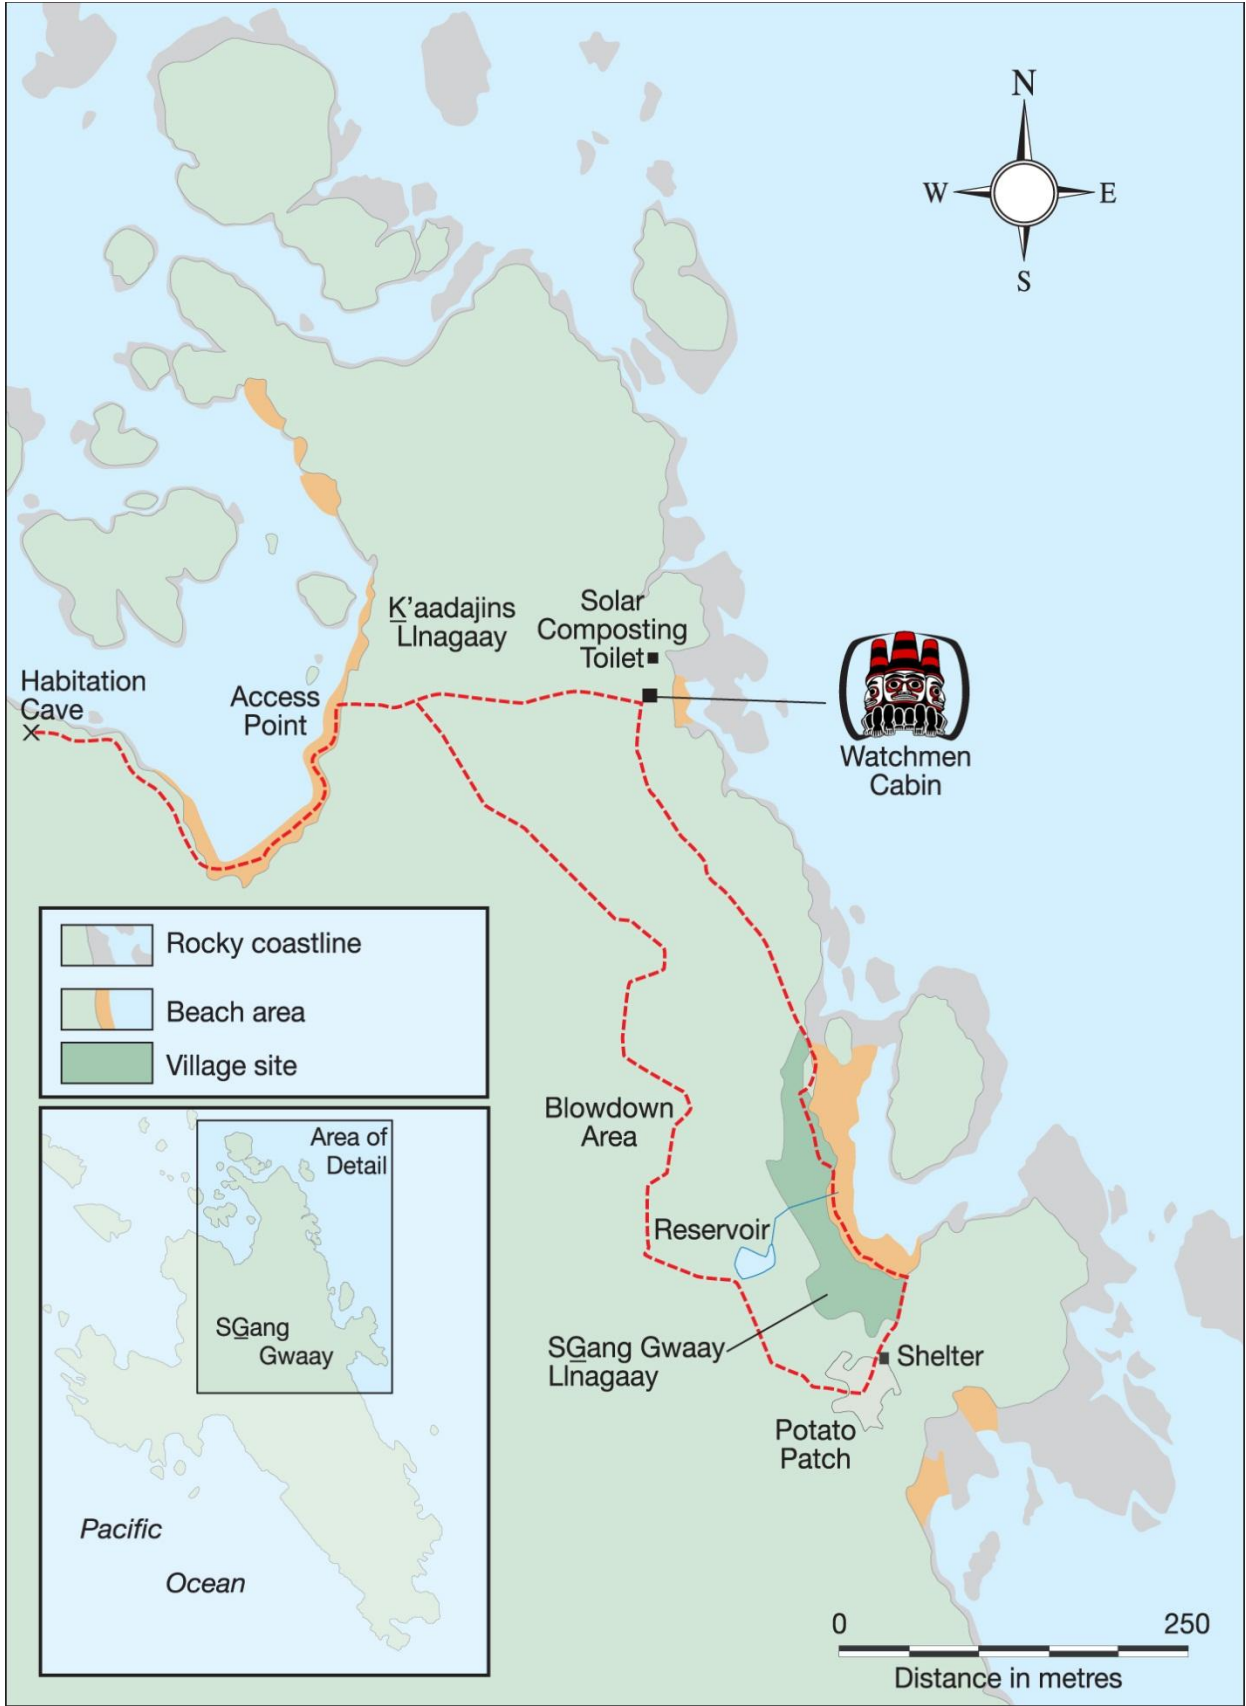 N
W
E
S
K̲’aadajins
Llnagaay
Solar
Composting
Toilet
Habitation
Cave
Access
Point
Watchmen
Cabin
Rocky coastline
Beach area
Village site
Blowdown
Area
Area of
Detail
Reservoir
SG̲ang
Gwaay
SG̲ang Gwaay
Llnagaay
Shelter
Potato
Patch
Pacific
Ocean
0
250
Distance in metres